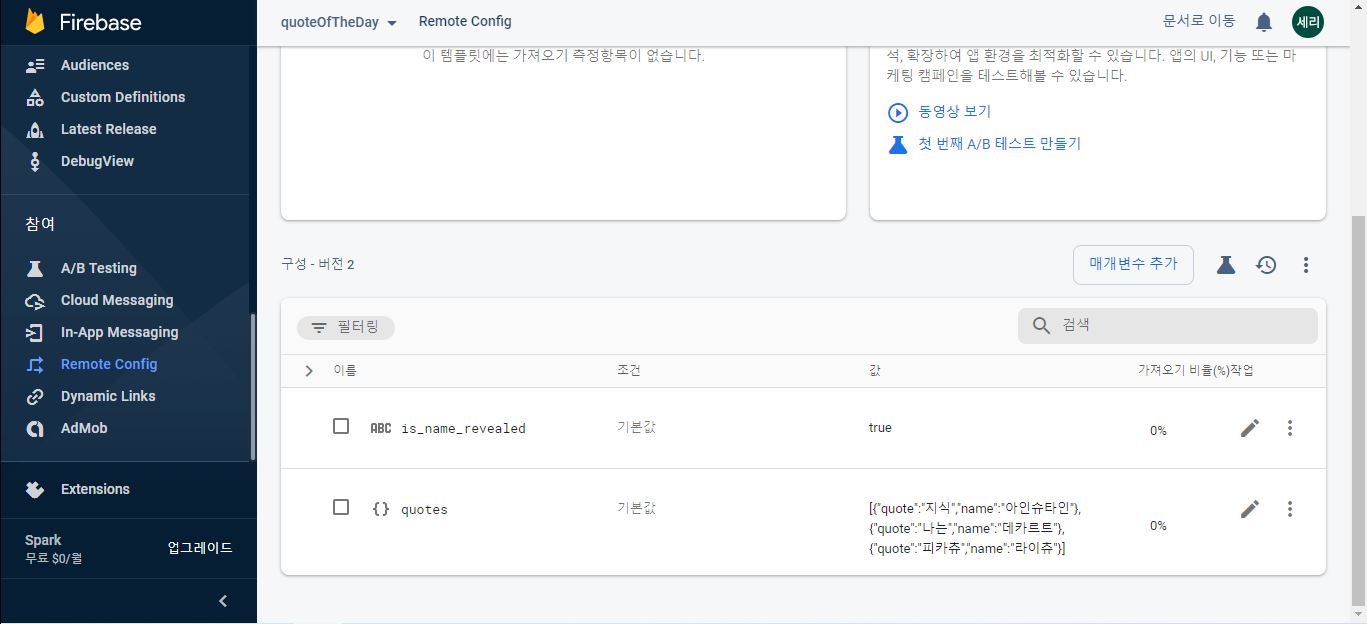 Firebase
quoteOfTheDay
Remote Config
문서로 이동
세리
Audiences
Custom Definitions
Latest Release
DebugView
참여
A/B Testing
Cloud Messaging
In-App Messaging
Remote Config
Dynamic Links
AdMob
Extensions
Spark
무료 $0/월
업그레이드
이 템플릿에는 가져오기 측정항목이 없습니다.
석, 확장하여 앱 환경을 최적화할 수 있습니다. 앱의 UI, 기능 또는 마
케팅 캠페인을 테스트해볼 수 있습니다.
동영상 보기
첫 번째 A/B 테스트 만들기
구성 - 버전 2
매개변수 추가
필터링
검색
이름 조건 값 가져오기 비율(%)작업
ABC is_name_revealed 기본값 true 0%
{} quotes 기본값 0%
[{"quote":"지식","name":"아인슈타인"},
{"quote":"나는","name":"데카르트"},
{"quote":"피카츄","name":"라이츄"}]